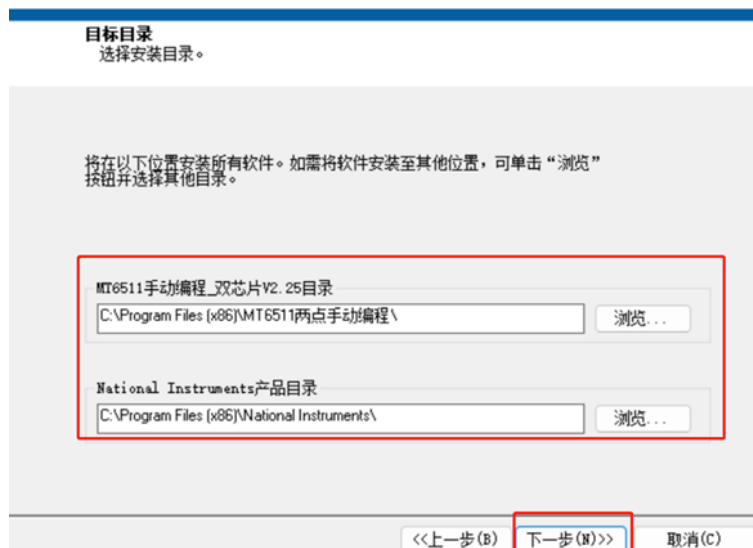 目标目录
选择安装目录。
将在以下位置安装所有软件。如需将软件安装至其他位置，可单击“浏览”
按钮并选择其他目录。
MT6511手动编程_双芯片V2.25目录
C:\Program Files (x86)\MT6511两点手动编程\
浏览...
National Instruments产品目录
C:\Program Files (x86)\National Instruments\
浏览...
<<上一步(B) 下一步(N)>> 取消(C)